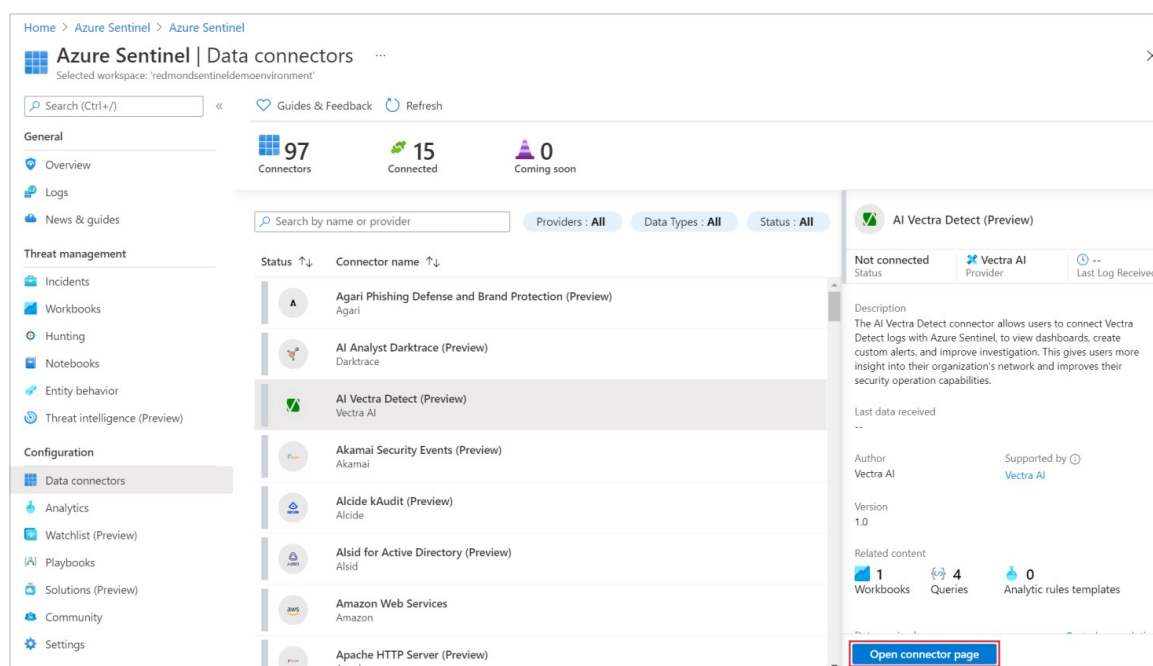 Home > Azure Sentinel > Azure Sentinel
Azure Sentinel | Data connectors ...
Selected workspace: 'redmondsentineldemoenvironment'
Search (Ctrl+/) «
Guides & Feedback Refresh
General
Overview
Logs
News & guides
Threat management
Incidents
Workbooks
Hunting
Notebooks
Entity behavior
Threat intelligence (Preview)
Configuration
Data connectors
Analytics
Watchlist (Preview)
Playbooks
Solutions (Preview)
Community
Settings
97 Connectors
15 Connected
0 Coming soon
Search by name or provider
Providers : All
Data Types : All
Status : All
Status ↑↓ Connector name ↑↓
Agari Phishing Defense and Brand Protection (Preview)
Agari
AI Analyst Darktrace (Preview)
Darktrace
AI Vectra Detect (Preview)
Vectra AI
Akamai Security Events (Preview)
Akamai
Alcide kAudit (Preview)
Alcide
Alsid for Active Directory (Preview)
Alsid
aws
Amazon Web Services
Amazon
Apache HTTP Server (Preview)
AI Vectra Detect (Preview)
Not connected Vectra AI --
Status Provider Last Log Received
Description
The AI Vectra Detect connector allows users to connect Vectra
Detect logs with Azure Sentinel, to view dashboards, create
custom alerts, and improve investigation. This gives users more
insight into their organization's network and improves their
security operation capabilities.
Last data received
--
Author Supported by
Vectra AI Vectra AI
Version
1.0
Related content
1 4 0
Workbooks Queries Analytic rules templates
Open connector page